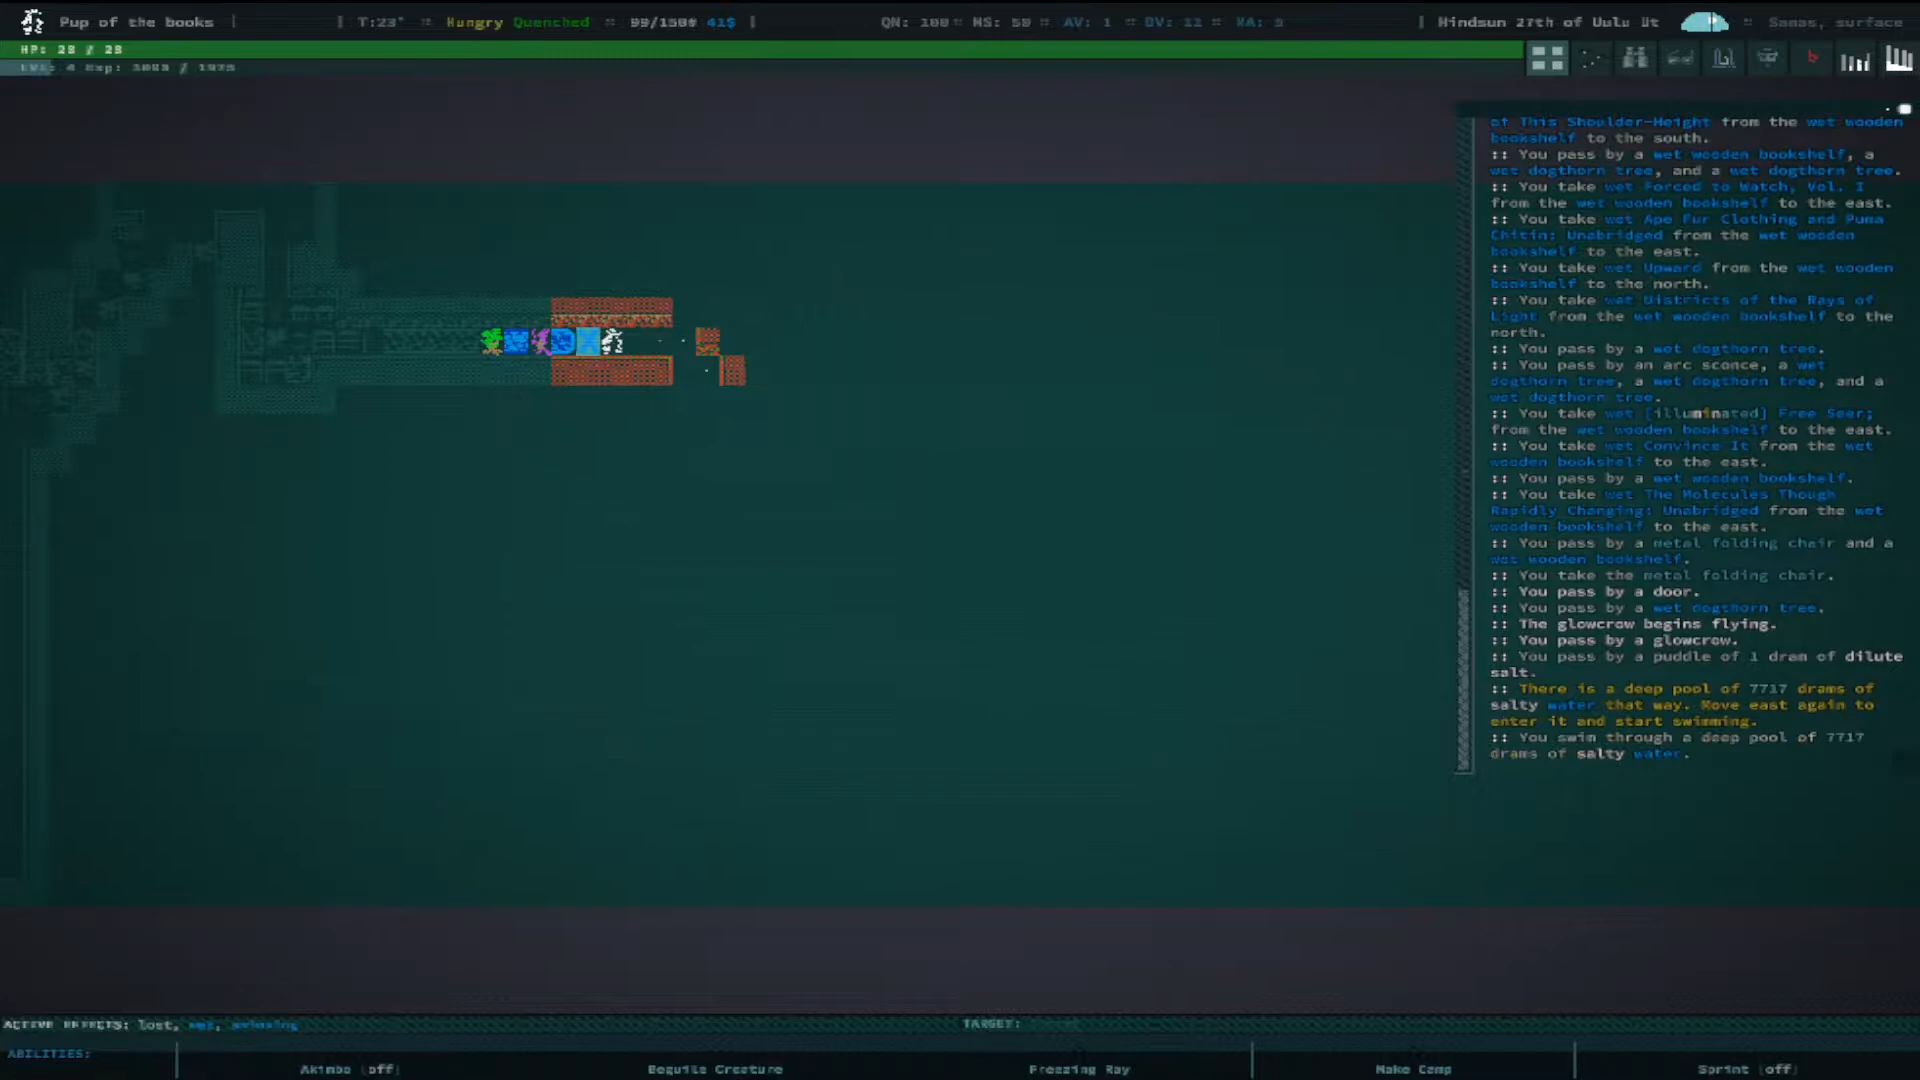 Pup of the books
T:23°
Hungry Quenched
99/150# 41$
QN: 100 MS: 50 AV: 1 DV: 11 MA: 5
Uulu Ut
surface
HP: 28 / 28
of This Shoulder-Height from the wet wooden
bookshelf to the south.
:: You pass by a wet wooden bookshelf, a
wet dogthorn tree, and a wet dogthorn tree.
:: You take wet Forced to Watch, Vol. I
from the wet wooden bookshelf to the east.
:: You take wet Ape Fur Clothing and Puma
Chitin: Unabridged from the wet wooden
bookshelf to the east.
:: You take wet Upward from the wet wooden
bookshelf to the north.
:: You take wet Districts of the Rays of
Light from the wet wooden bookshelf to the
north.
:: You pass by a wet dogthorn tree.
:: You pass by an arc sconce, a wet
dogthorn tree, a wet dogthorn tree, and a
wet dogthorn tree.
:: You take wet [illuminated] Free Seer;
from the wet wooden bookshelf to the east.
:: You take wet Convince It from the wet
wooden bookshelf to the east.
:: You pass by a wet wooden bookshelf.
:: You take wet The Molecules Though
Rapidly Changing: Unabridged from the wet
wooden bookshelf to the east.
:: You pass by a metal folding chair and a
wet wooden bookshelf.
:: You take the metal folding chair.
:: You pass by a door.
:: You pass by a wet dogthorn tree.
:: The glowcrow begins flying.
:: You pass by a glowcrow.
:: You pass by a puddle of 1 dram of dilute
salt.
:: There is a deep pool of 7717 drams of
salty water that way. Move east again to
enter it and start swimming.
:: You swim through a deep pool of 7717
drams of salty water.
ACTIVE EFFECTS: lost, wet, swimming
TARGET:
ABILITIES:
Akimbo [off]
Beguile Creature
Freezing Ray
Make Camp
Sprint [off]